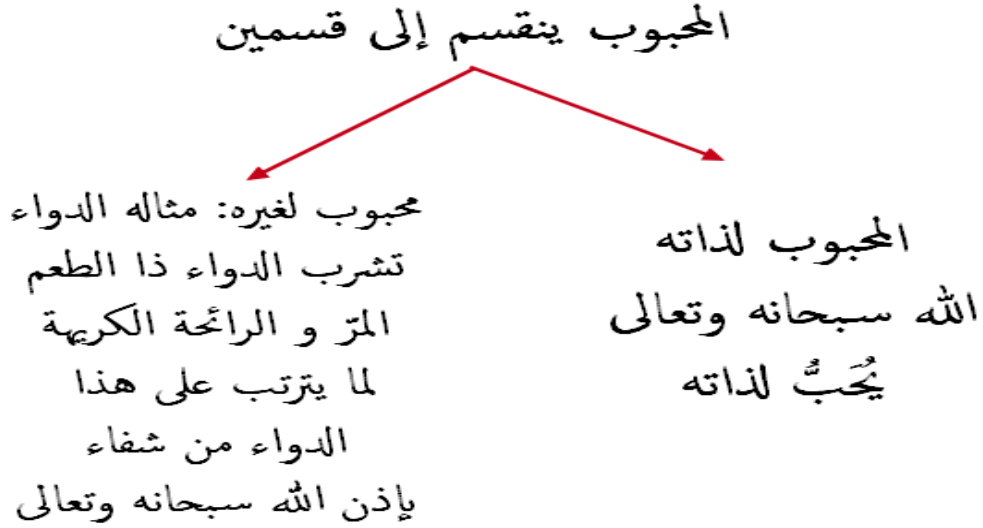 المحبوب ينقسم إلى قسمين
المحبوب لذاته
الله سبحانه وتعالى
يُحَبُّ لذاته
محبوب لغيره: مثاله الدواء
تشرب الدواء ذا الطعم
المرّ و الرائحة الكريهة
لما يترتب على هذا
الدواء من شفاء
بإذن الله سبحانه وتعالى